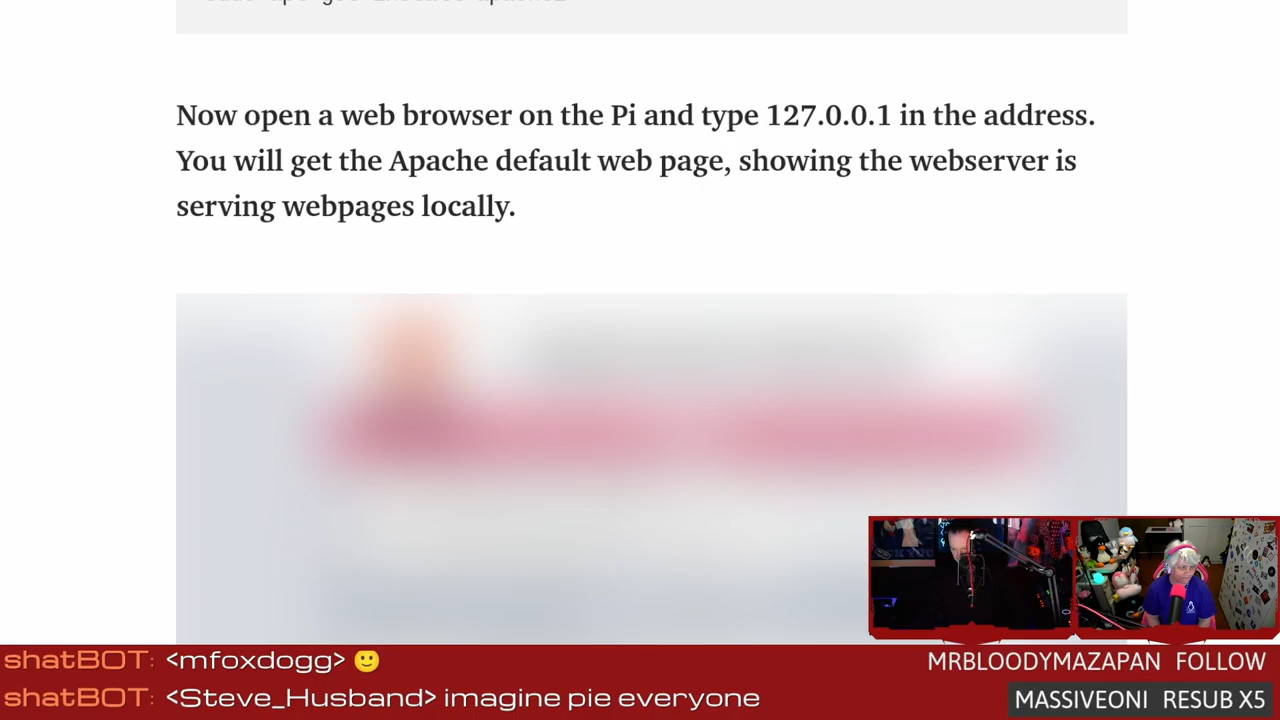 Now open a web browser on the Pi and type 127.0.0.1 in the address.
You will get the Apache default web page, showing the webserver is
serving webpages locally.
shatBOT: <mfoxdogg> 🙂
MRBLOODYMAZAPAN FOLLOW
shatBOT: <Steve_Husband> imagine pie everyone
MASSIVEONI RESUB X5